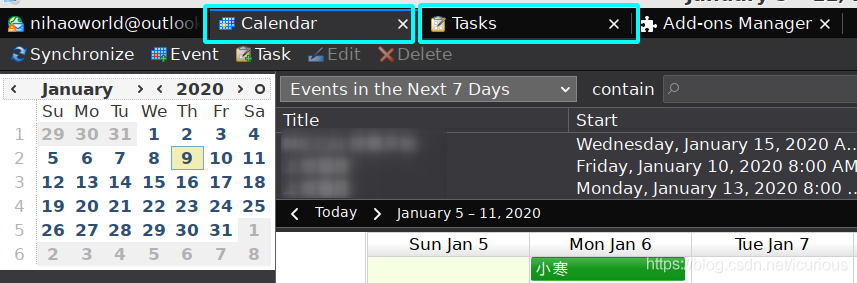 nihaoworld@outloo
Calendar
Tasks
Add-ons Manager
Synchronize Event Task Edit Delete
January 2020
Su Mo Tu We Th Fr Sa
1 29 30 31 1 2 3 4
2 5 6 7 8 9 10 11
3 12 13 14 15 16 17 18
4 19 20 21 22 23 24 25
5 26 27 28 29 30 31 1
6 2 3 4 5 6 7 8
Events in the Next 7 Days contain
Title Start
Wednesday, January 15, 2020 A...
Friday, January 10, 2020 8:00 AM
Monday, January 13, 2020 8:00 ...
Today January 5 – 11, 2020
Sun Jan 5 Mon Jan 6 Tue Jan 7
小寒
https://blog.csdn.net/icurious